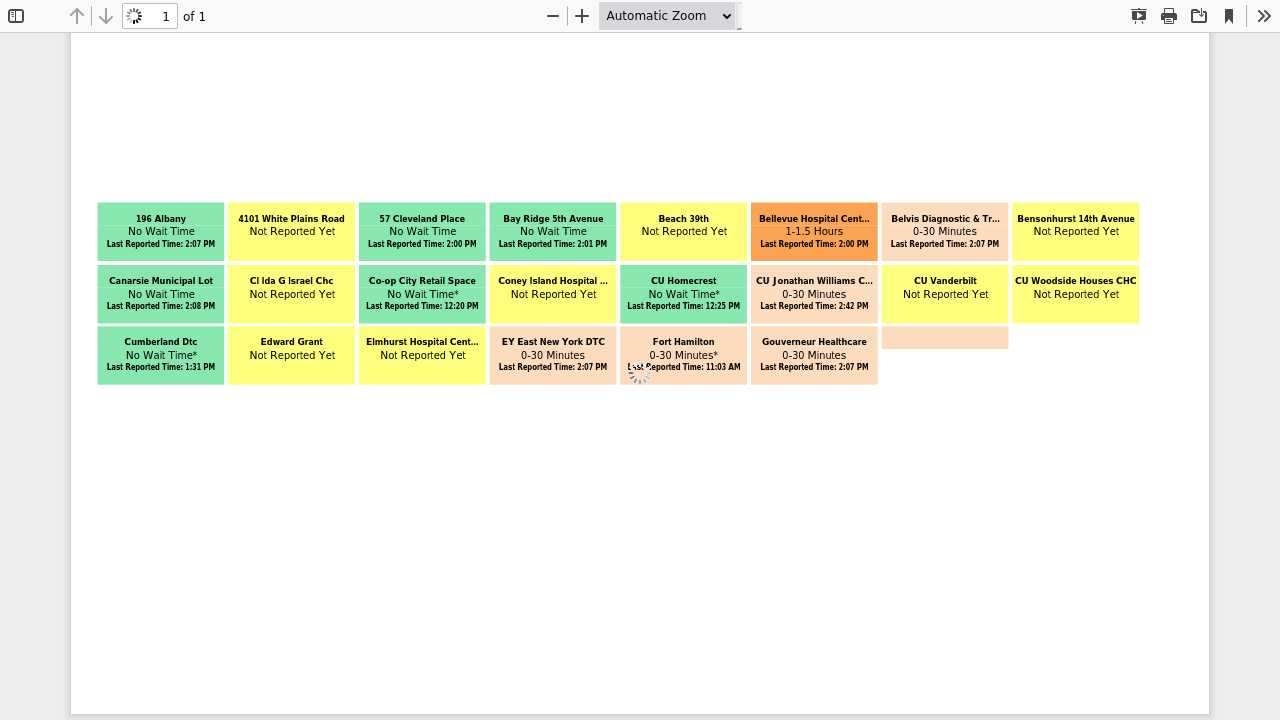 1 of 1 Automatic Zoom
196 Albany
No Wait Time
Last Reported Time: 2:07 PM
4101 White Plains Road
Not Reported Yet
57 Cleveland Place
No Wait Time
Last Reported Time: 2:00 PM
Bay Ridge 5th Avenue
No Wait Time
Last Reported Time: 2:01 PM
Beach 39th
Not Reported Yet
Bellevue Hospital Cent...
1-1.5 Hours
Last Reported Time: 2:00 PM
Belvis Diagnostic & Tr...
0-30 Minutes
Last Reported Time: 2:07 PM
Bensonhurst 14th Avenue
Not Reported Yet
Canarsie Municipal Lot
No Wait Time
Last Reported Time: 2:08 PM
CI Ida G Israel Chc
Not Reported Yet
Co-op City Retail Space
No Wait Time*
Last Reported Time: 12:20 PM
Coney Island Hospital ...
Not Reported Yet
CU Homecrest
No Wait Time*
Last Reported Time: 12:25 PM
CU Jonathan Williams C...
0-30 Minutes
Last Reported Time: 2:42 PM
CU Vanderbilt
Not Reported Yet
CU Woodside Houses CHC
Not Reported Yet
Cumberland Dtc
No Wait Time*
Last Reported Time: 1:31 PM
Edward Grant
Not Reported Yet
Elmhurst Hospital Cent...
Not Reported Yet
EY East New York DTC
0-30 Minutes
Last Reported Time: 2:07 PM
Fort Hamilton
0-30 Minutes*
Last Reported Time: 11:03 AM
Gouverneur Healthcare
0-30 Minutes
Last Reported Time: 2:07 PM